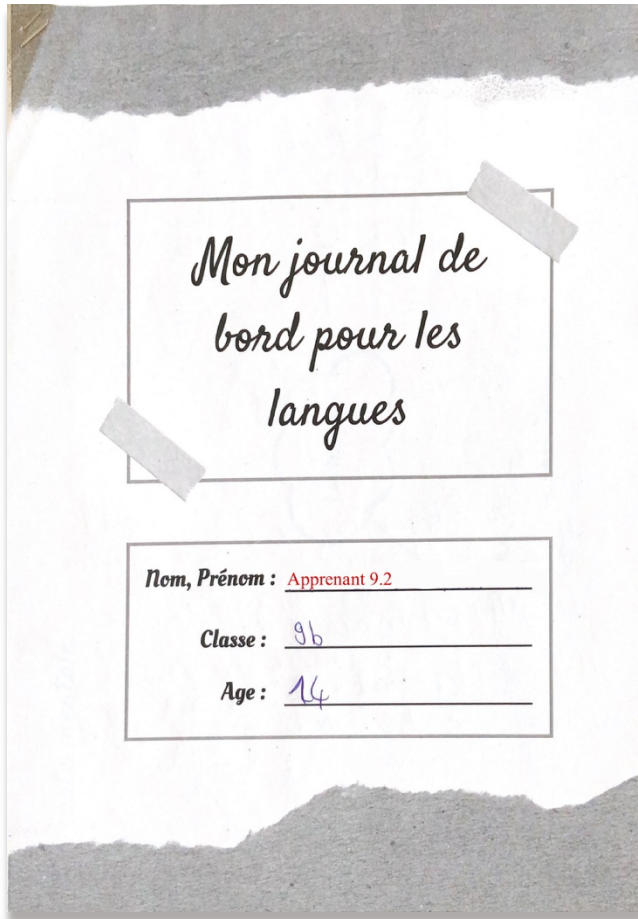 Mon journal de
bord pour les
langues
Nom, Prénom : Apprenant 9.2
Classe : 9b
Age : 14